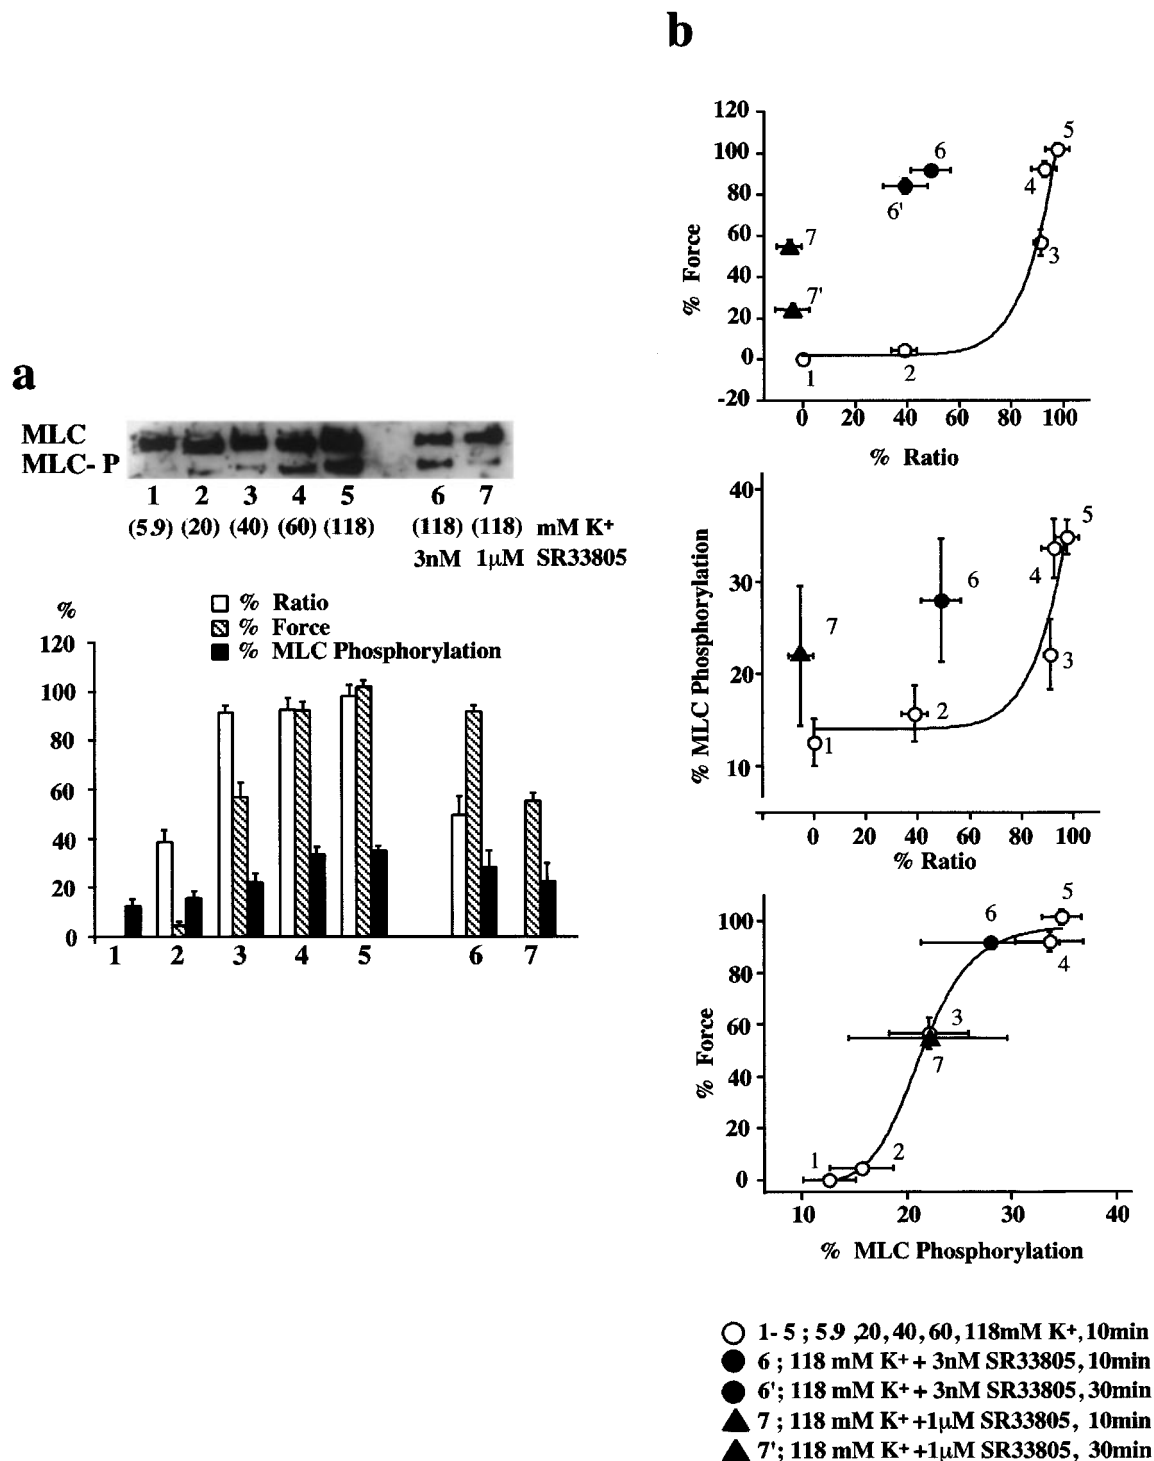 a
MLC
MLC- P
1 2 3 4 5 6 7
(5.9) (20) (40) (60) (118) (118) (118) mM K+
3nM 1μM SR33805
%
% Ratio
% Force
% MLC Phosphorylation
120
100
80
60
40
20
0
1 2 3 4 5 6 7
b
120
100
80
60
40
20
0
-20
% Force
5
6
4
6'
7
3
7'
1
2
0 20 40 60 80 100
% Ratio
40
30
20
10
% MLC Phosphorylation
5
4
6
7
3
2
1
0 20 40 60 80 100
% Ratio
100
80
60
40
20
0
% Force
5
6
4
3
7
2
1
10 20 30 40
% MLC Phosphorylation
1- 5 ; 5.9 ,20, 40, 60, 118mM K+, 10min
6 ; 118 mM K+ + 3nM SR33805, 10min
6'; 118 mM K+ + 3nM SR33805, 30min
7 ; 118 mM K+ +1μM SR33805, 10min
7'; 118 mM K+ +1μM SR33805, 30min